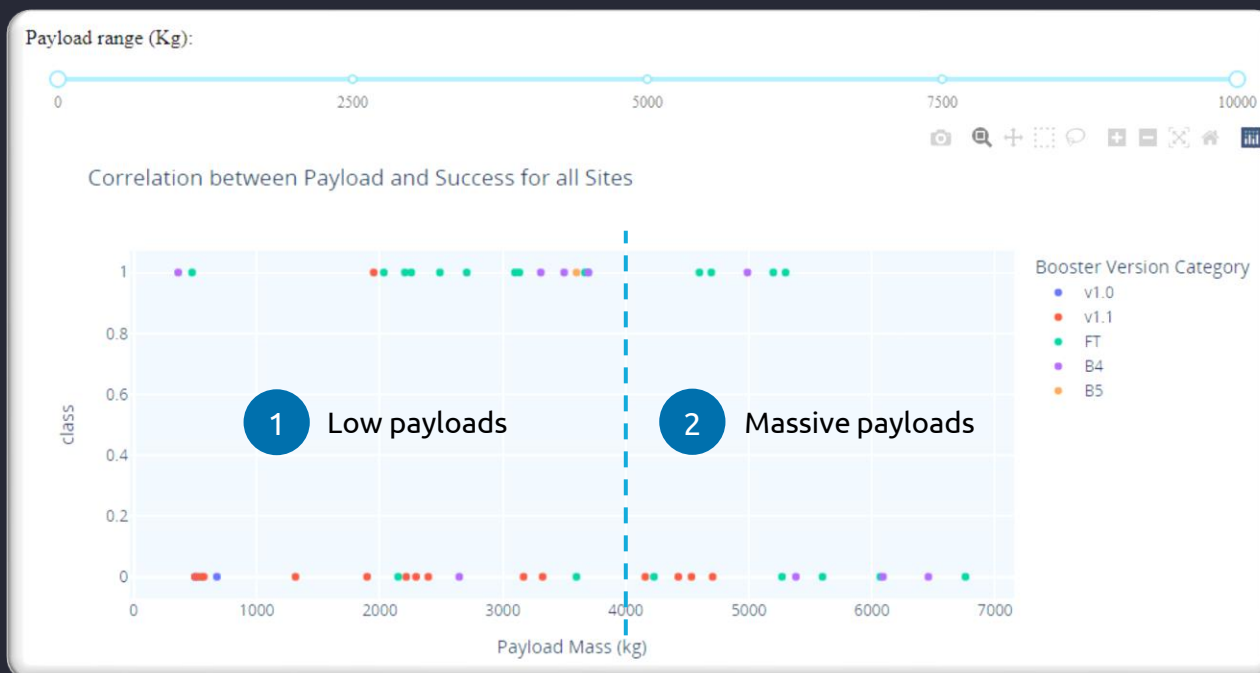 Payload range (Kg):
0 2500 5000 7500 10000
Correlation between Payload and Success for all Sites
Booster Version Category
v1.0
v1.1
FT
B4
B5
class
1
0.8
0.6
0.4
0.2
0
1 Low payloads
2 Massive payloads
0 1000 2000 3000 4000 5000 6000 7000
Payload Mass (kg)